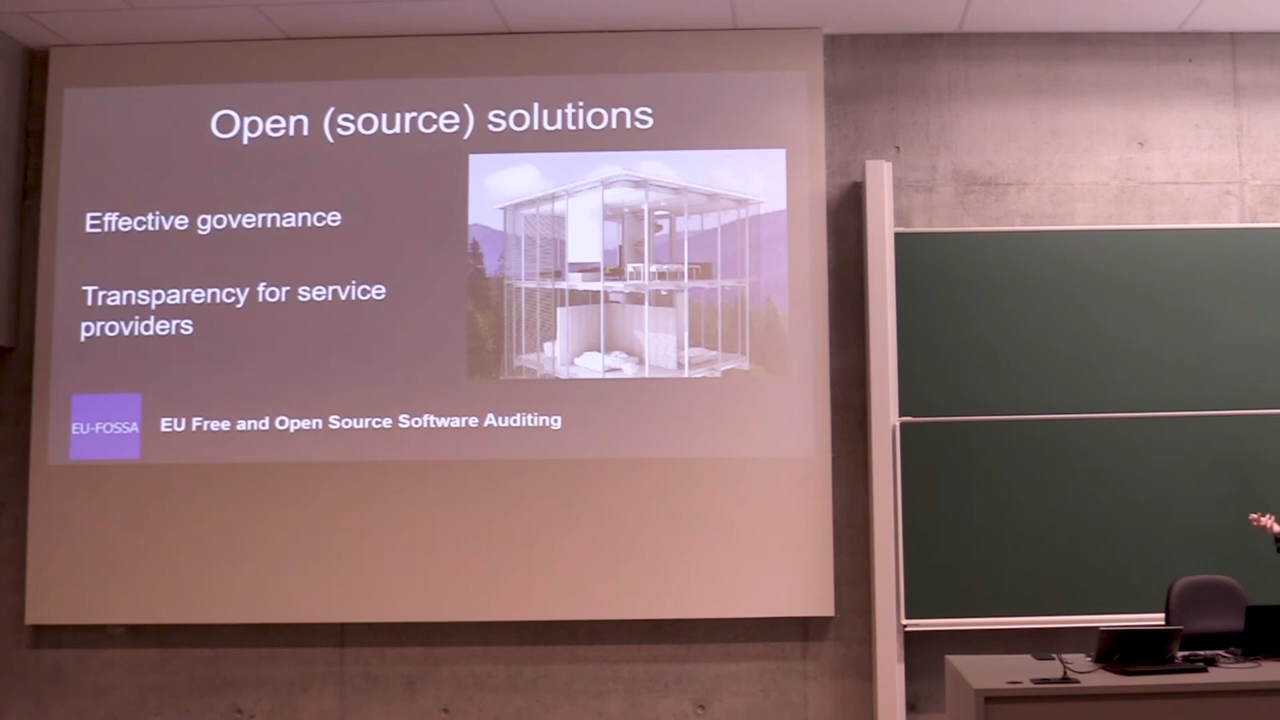 Open (source) solutions
Effective governance
Transparency for service
providers
EU-FOSSA
EU Free and Open Source Software Auditing